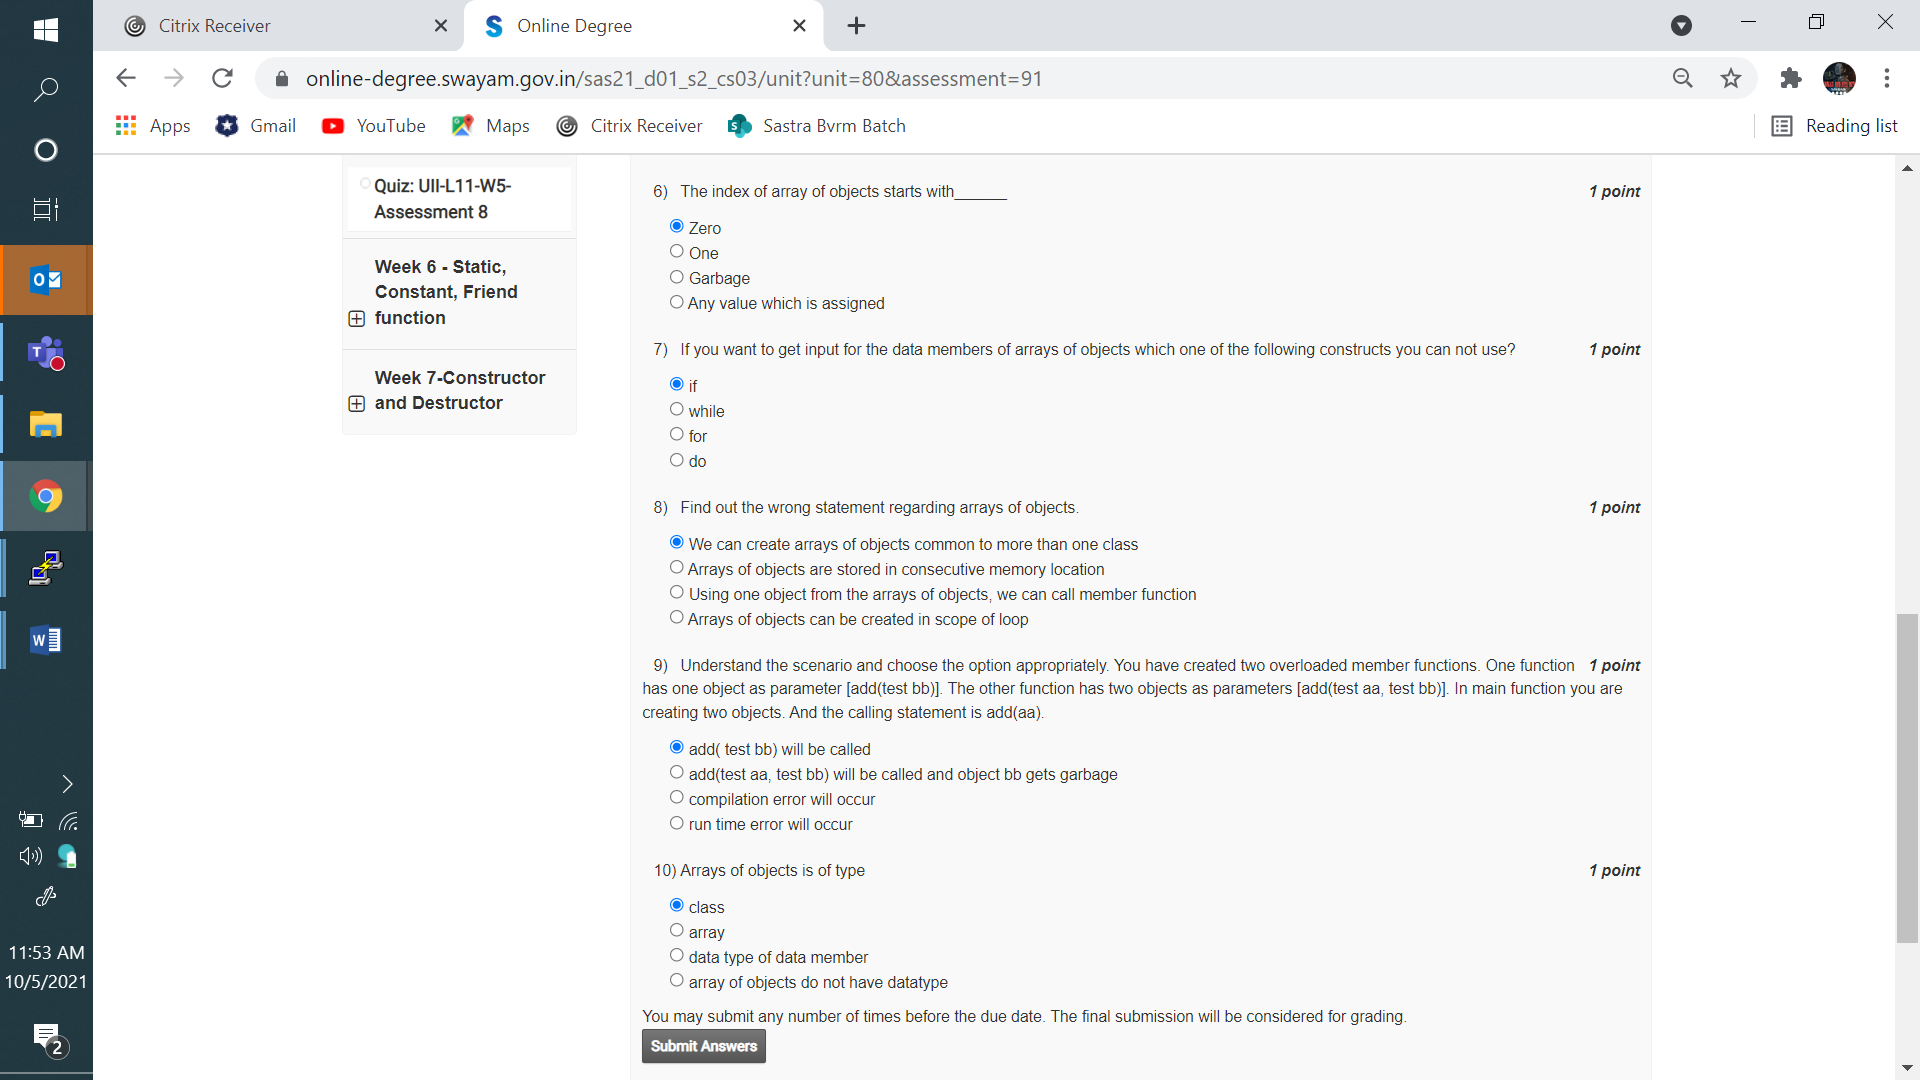 Citrix Receiver
Online Degree
online-degree.swayam.gov.in/sas21_d01_s2_cs03/unit?unit=80&assessment=91
Apps
Gmail
YouTube
Maps
Citrix Receiver
Sastra Bvrm Batch
Reading list
Quiz: UII-L11-W5-
Assessment 8
Week 6 - Static,
Constant, Friend
function
Week 7-Constructor
and Destructor
6) The index of array of objects starts with______ 1 point
Zero
One
Garbage
Any value which is assigned
7) If you want to get input for the data members of arrays of objects which one of the following constructs you can not use? 1 point
if
while
for
do
8) Find out the wrong statement regarding arrays of objects. 1 point
We can create arrays of objects common to more than one class
Arrays of objects are stored in consecutive memory location
Using one object from the arrays of objects, we can call member function
Arrays of objects can be created in scope of loop
9) Understand the scenario and choose the option appropriately. You have created two overloaded member functions. One function 1 point
has one object as parameter [add(test bb)]. The other function has two objects as parameters [add(test aa, test bb)]. In main function you are
creating two objects. And the calling statement is add(aa).
add( test bb) will be called
add(test aa, test bb) will be called and object bb gets garbage
compilation error will occur
run time error will occur
10) Arrays of objects is of type 1 point
class
array
data type of data member
array of objects do not have datatype
You may submit any number of times before the due date. The final submission will be considered for grading.
Submit Answers
11:53 AM
10/5/2021
2